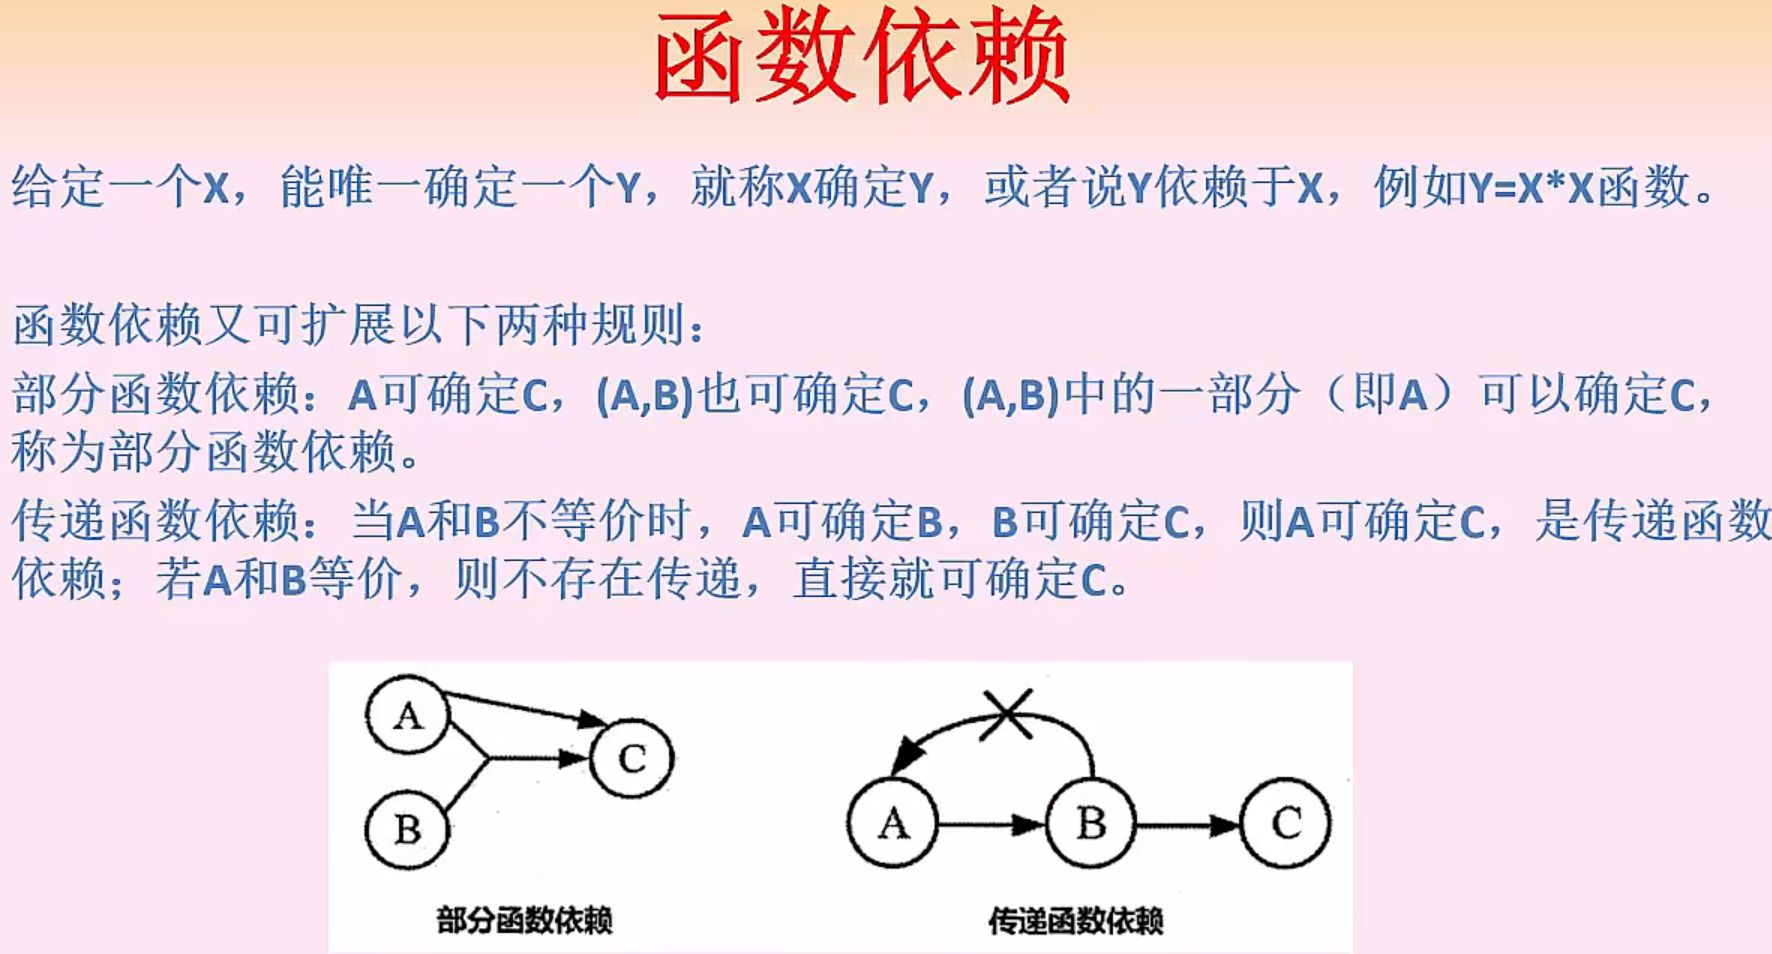 函数依赖
给定一个X，能唯一确定一个Y，就称X确定Y，或者说Y依赖于X，例如Y=X*X函数。
函数依赖又可扩展以下两种规则：
部分函数依赖：A可确定C，(A,B)也可确定C，(A,B)中的一部分（即A）可以确定C，
称为部分函数依赖。
传递函数依赖：当A和B不等价时，A可确定B，B可确定C，则A可确定C，是传递函数
依赖；若A和B等价，则不存在传递，直接就可确定C。
A
C
B
部分函数依赖
A
B
C
传递函数依赖